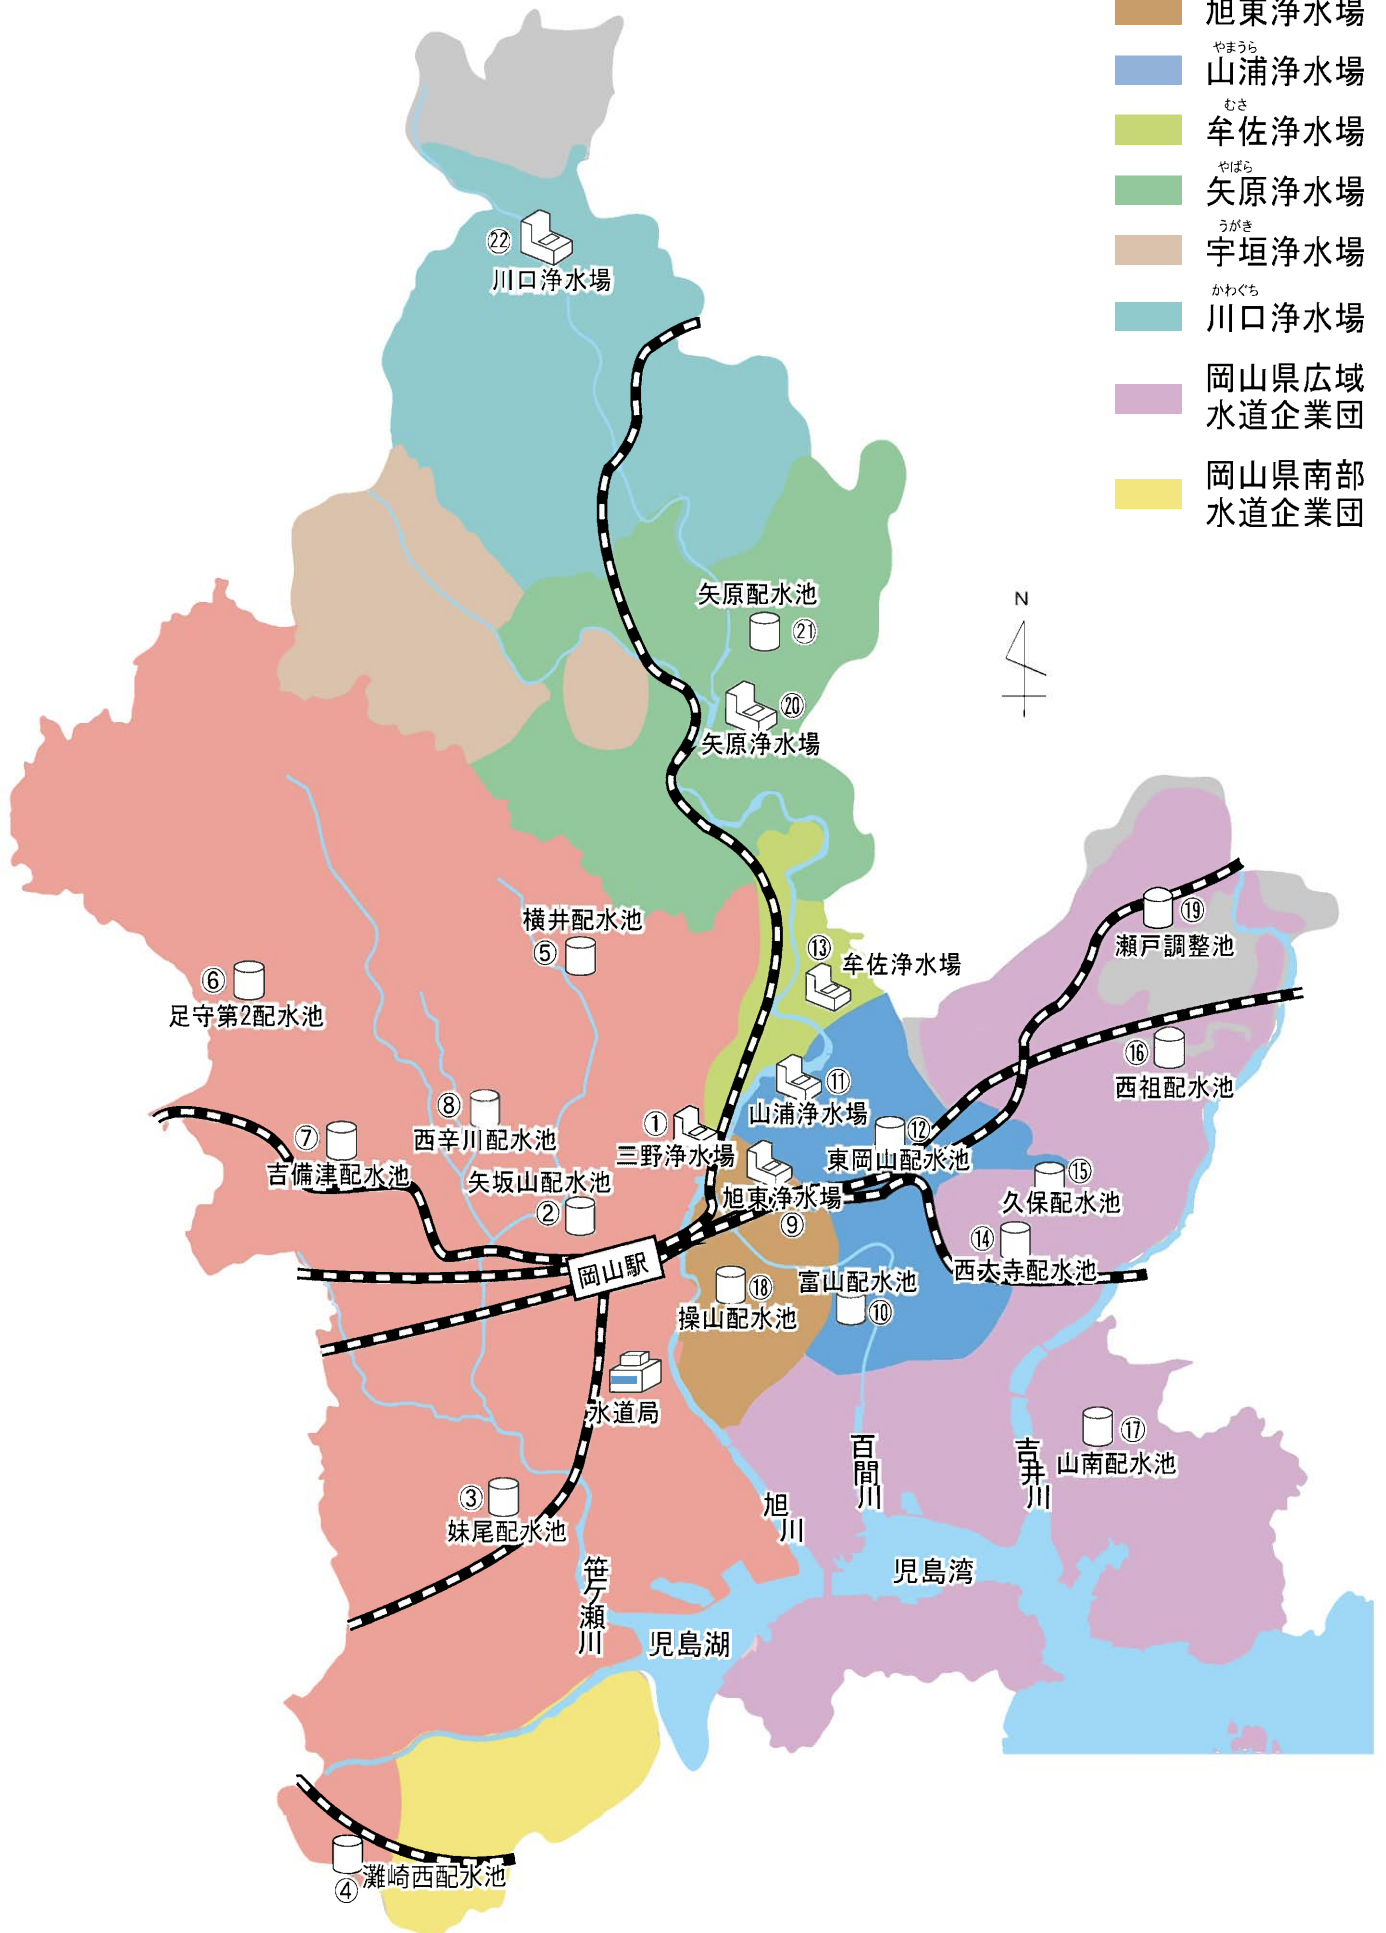 旭東浄水場
やまうら
山浦浄水場
むさ
牟佐浄水場
やばら
矢原浄水場
うがき
宇垣浄水場
かわぐち
川口浄水場
岡山県広域
水道企業団
岡山県南部
水道企業団
N
㉒
川口浄水場
矢原配水池
㉑
⑳
矢原浄水場
横井配水池
⑤
⑥
足守第2配水池
⑬
牟佐浄水場
⑲
瀬戸調整池
⑯
西祖配水池
⑪
山浦浄水場
⑧
西辛川配水池
①
三野浄水場
⑦
吉備津配水池
⑫
東岡山配水池
矢坂山配水池
②
旭東浄水場
⑨
⑮
久保配水池
⑭
西大寺配水池
岡山駅
富山配水池
⑩
⑱
操山配水池
水道局
百間川
吉井川
⑰
山南配水池
③
妹尾配水池
旭川
笹ケ瀬川
児島湾
児島湖
灘崎西配水池
④